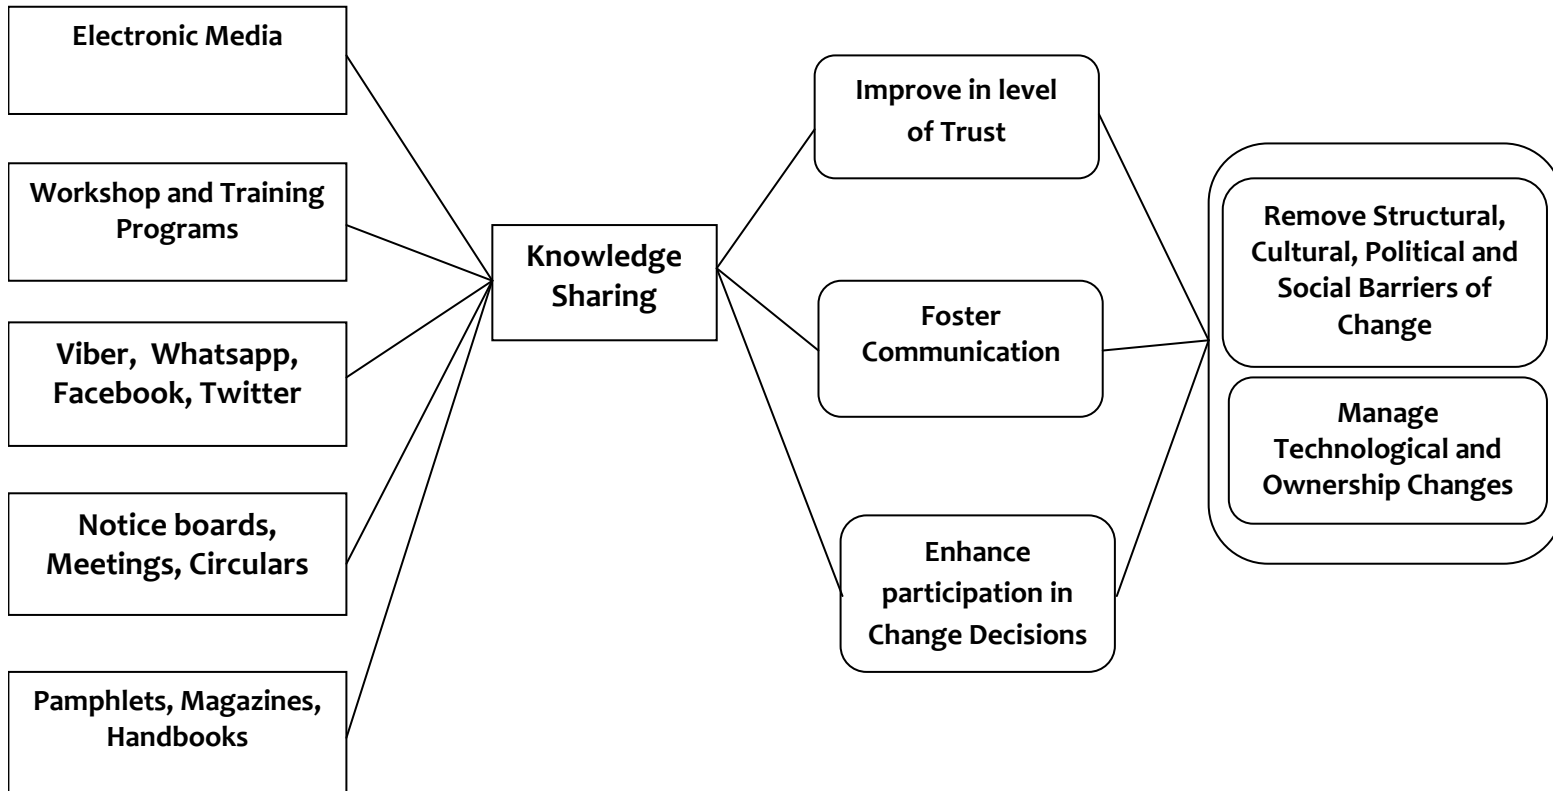 Electronic Media
Workshop and Training
Programs
Viber, Whatsapp,
Facebook, Twitter
Notice boards,
Meetings, Circulars
Pamphlets, Magazines,
Handbooks
Knowledge
Sharing
Improve in level
of Trust
Foster
Communication
Enhance
participation in
Change Decisions
Remove Structural,
Cultural, Political and
Social Barriers of
Change
Manage
Technological and
Ownership Changes